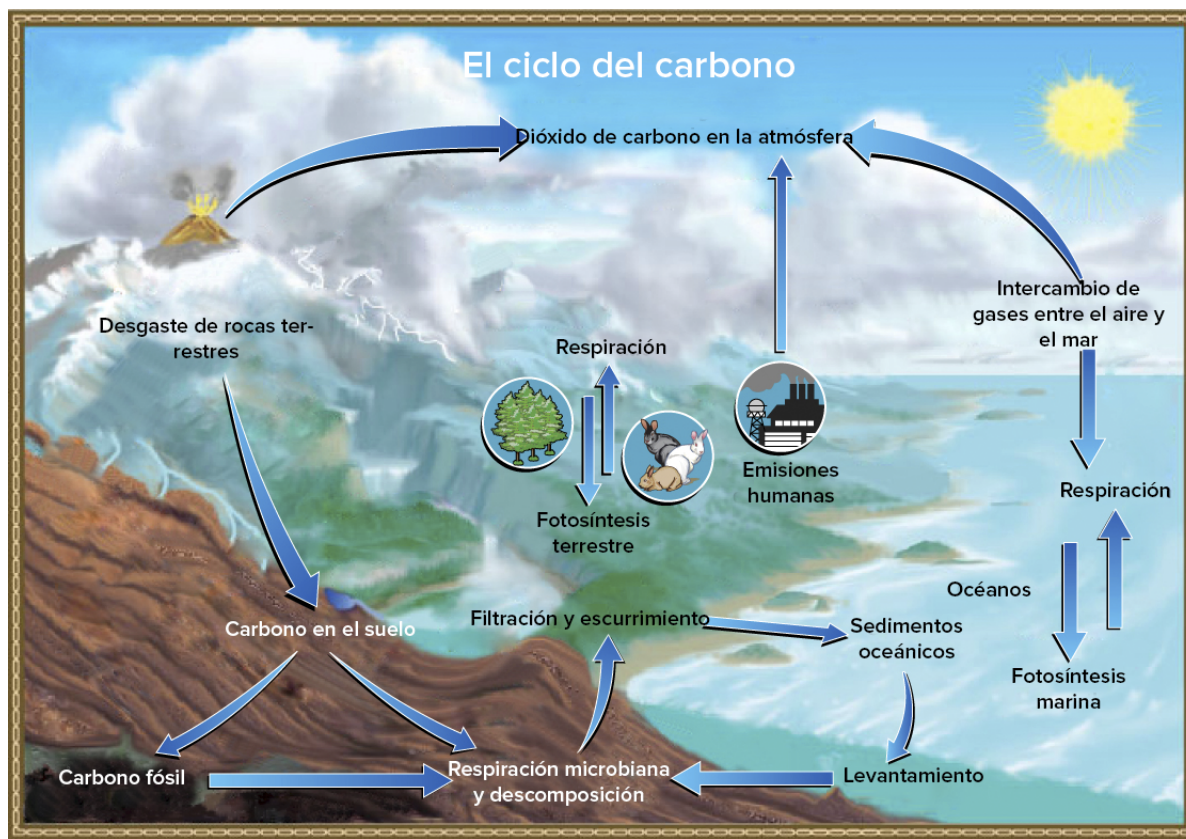 El ciclo del carbono
Dióxido de carbono en la atmósfera
Intercambio de
gases entre el aire y
el mar
Desgaste de rocas ter-
restres
Respiración
Emisiones
humanas
Respiración
Fotosíntesis
terrestre
Océanos
Filtración y escurrimiento
Sedimentos
oceánicos
Carbono en el suelo
Fotosíntesis
marina
Carbono fósil
Respiración microbiana
y descomposición
Levantamiento